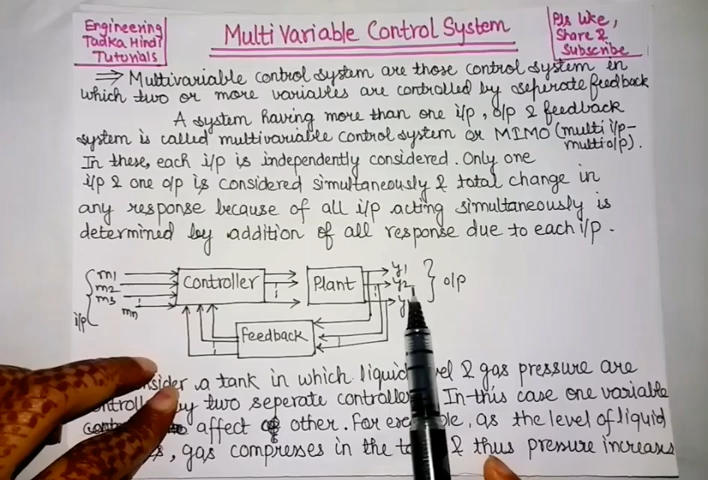 Engineering
Tadka Hindi
Tutorials
Multi Variable Control System
Pls like,
Share &
Subscribe
⇒ Multivariable control system are those control system in
which two or more variables are controlled by seperate feedback
A system having more than one i/p, o/p & feedback
system is called multivariable control system or MIMO (multi i/p-
multi o/p).
In these, each i/p is independently considered. Only one
i/p & one o/p is considered simultaneously & total change in
any response because of all i/p acting simultaneously is
determined by addition of all response due to each i/p.
i/p
m1
m2
m3
mn
Controller
Plant
y1
y2
y
o/p
Feedback
a tank in which liquid & gas pressure are
by two seperate In this case one variable
affect other. For as the level of liquid
, gas compresses in the & thus pressure increases